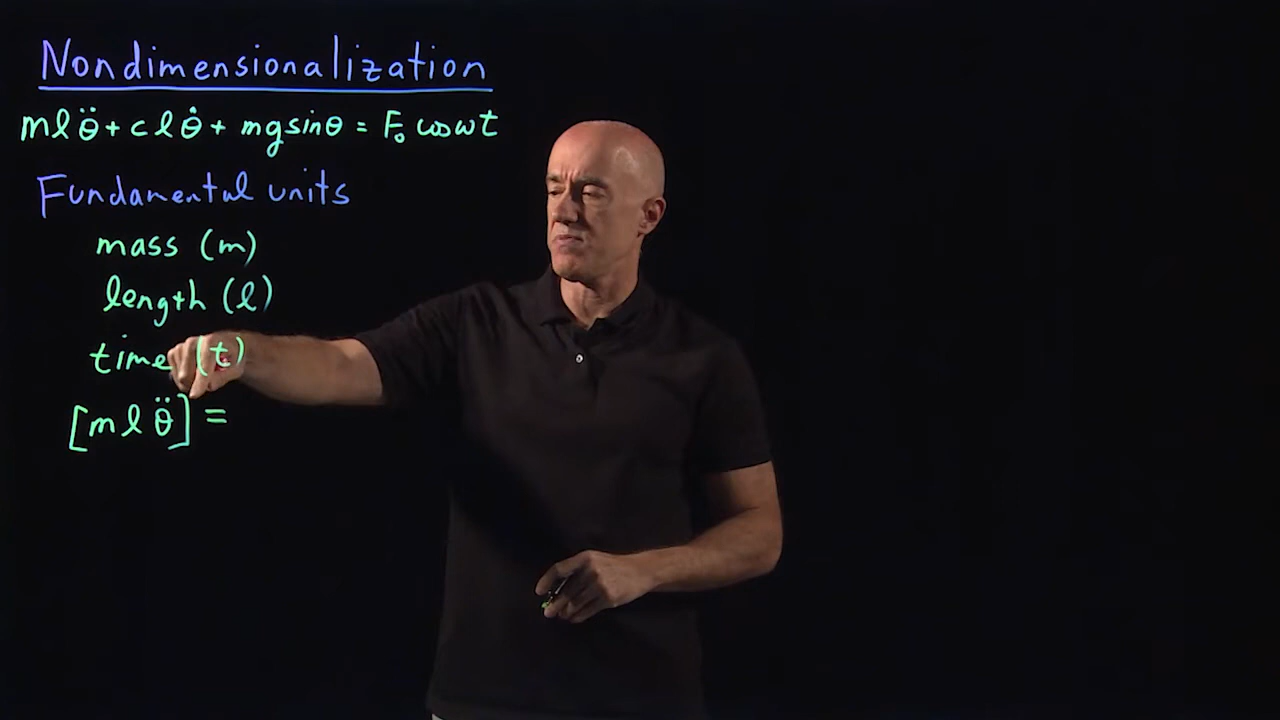 Nondimensionalization
mlθ̈ + clθ̇ + mg sinθ = F₀ cosωt
Fundamental units
mass (m)
length (l)
time (t)
[mlθ̈] =